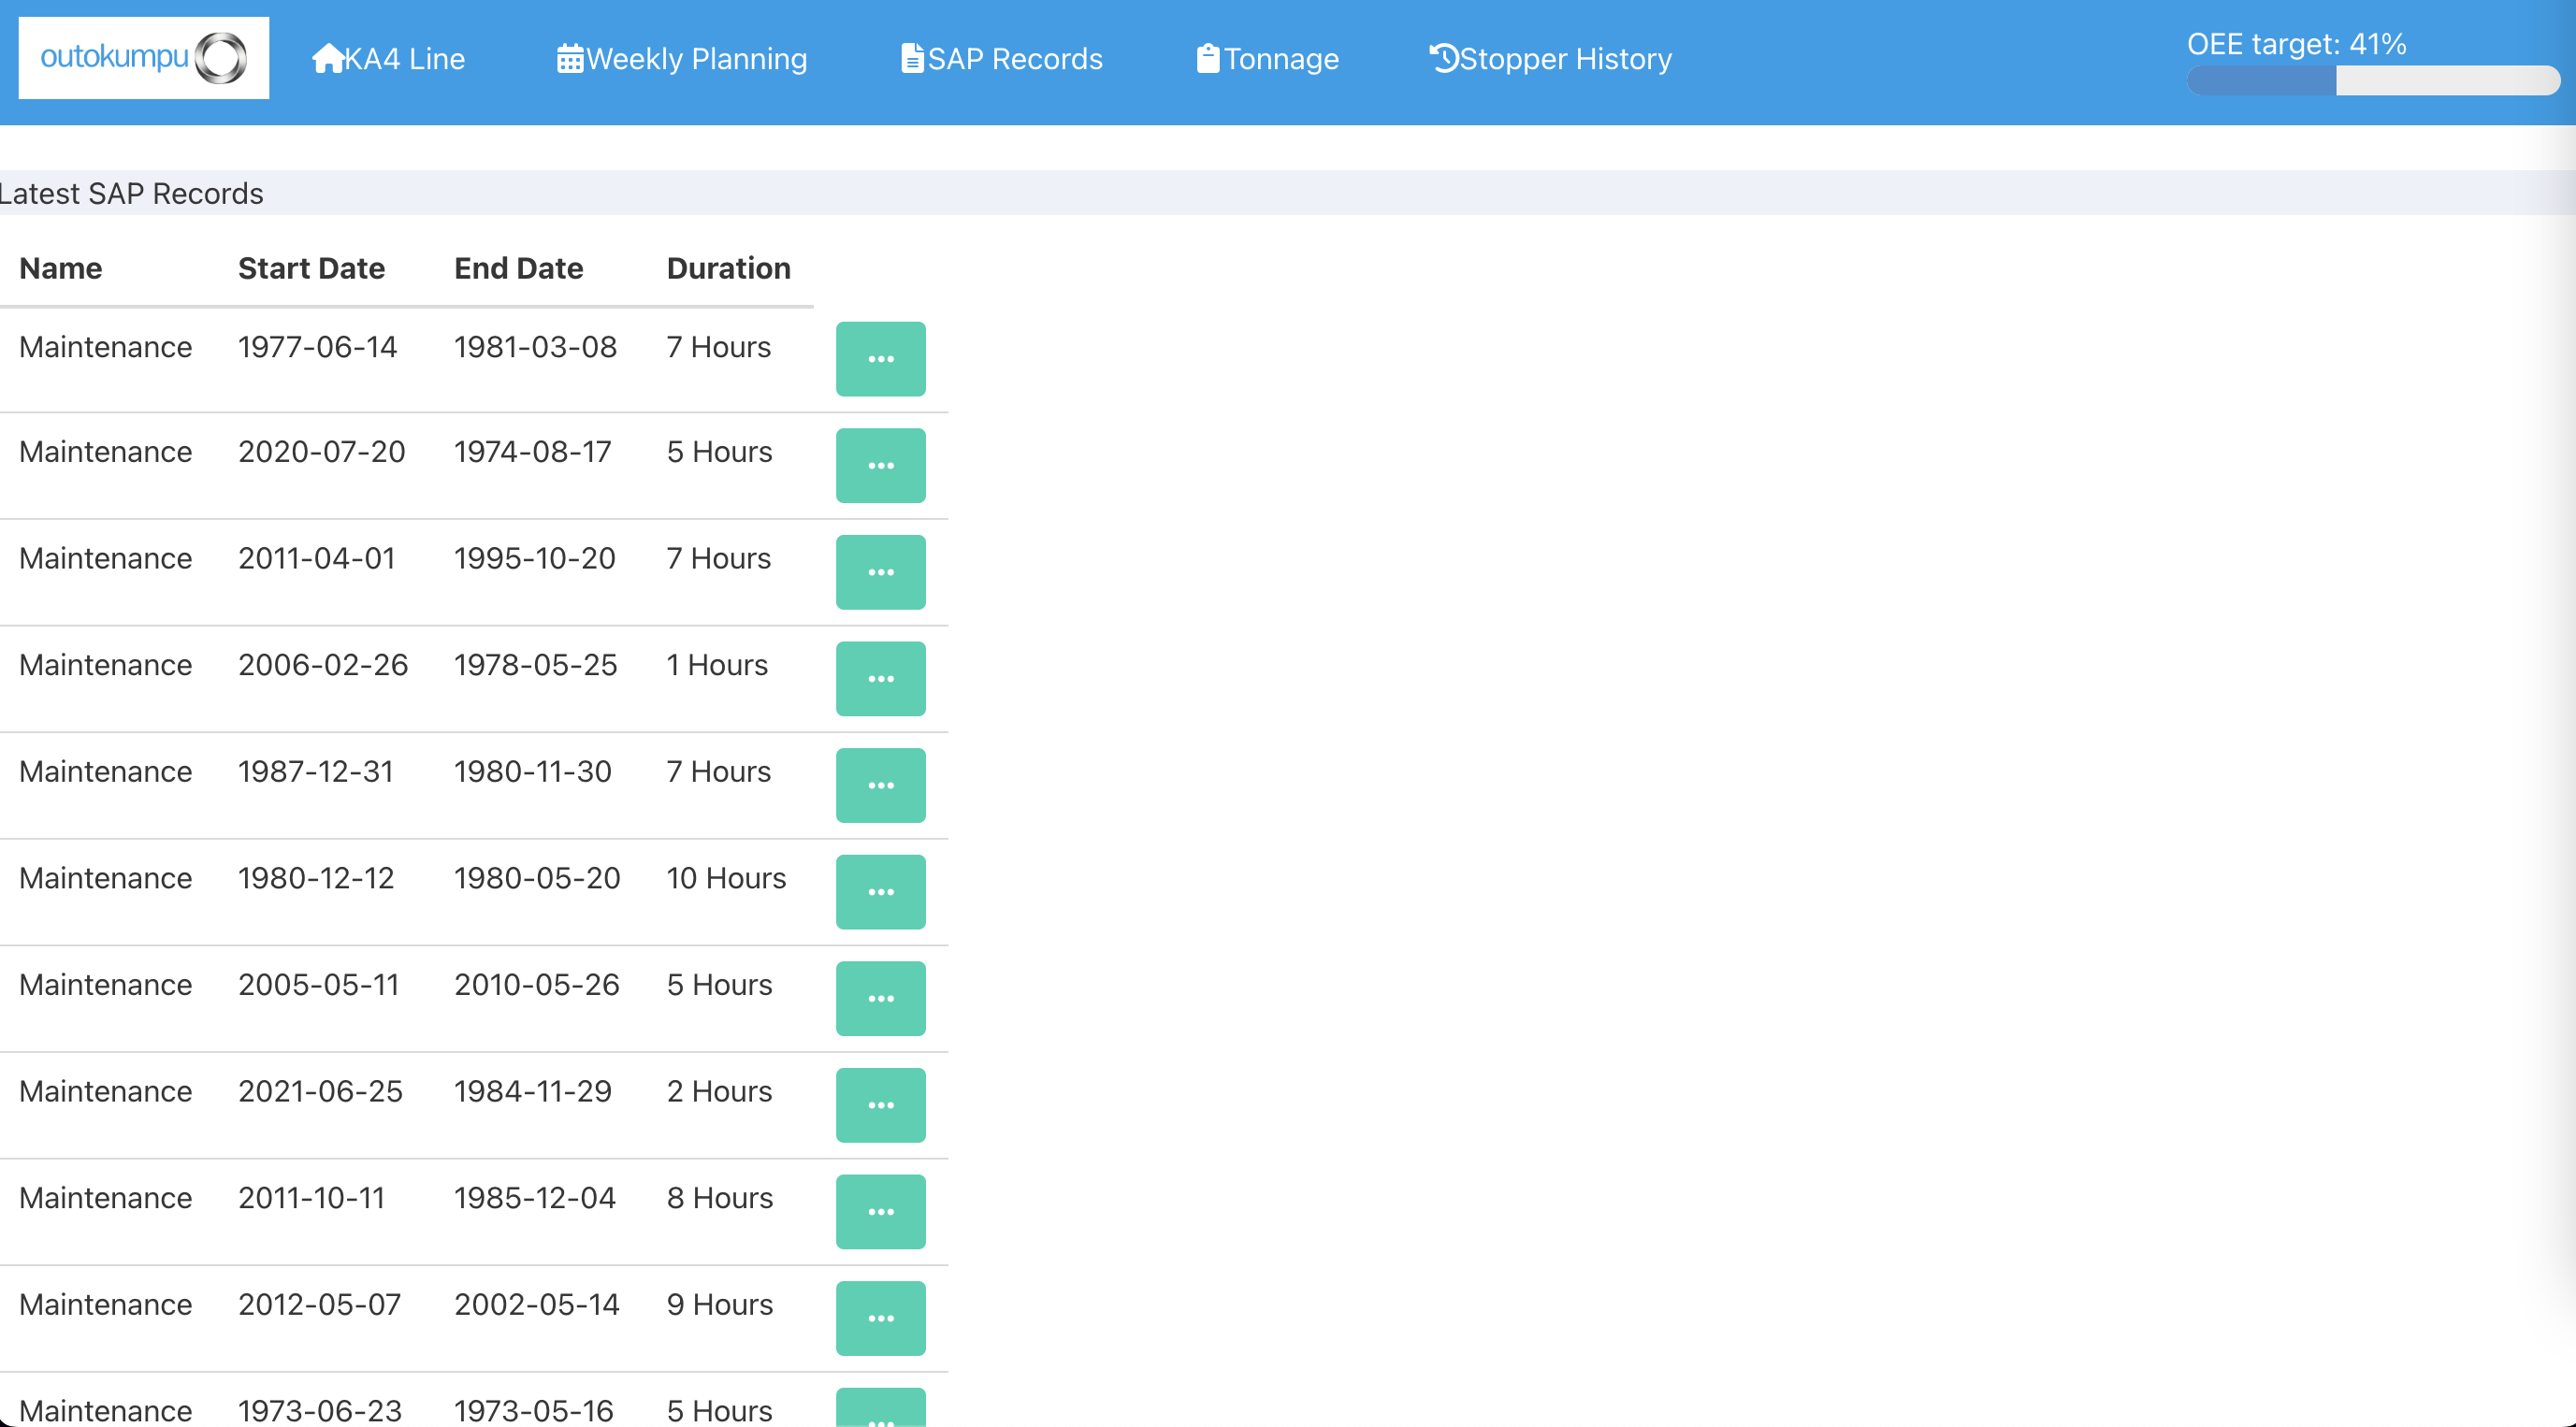 outokumpu KA4 Line Weekly Planning SAP Records Tonnage Stopper History OEE target: 41%
Latest SAP Records
Name Start Date End Date Duration
Maintenance 1977-06-14 1981-03-08 7 Hours
Maintenance 2020-07-20 1974-08-17 5 Hours
Maintenance 2011-04-01 1995-10-20 7 Hours
Maintenance 2006-02-26 1978-05-25 1 Hours
Maintenance 1987-12-31 1980-11-30 7 Hours
Maintenance 1980-12-12 1980-05-20 10 Hours
Maintenance 2005-05-11 2010-05-26 5 Hours
Maintenance 2021-06-25 1984-11-29 2 Hours
Maintenance 2011-10-11 1985-12-04 8 Hours
Maintenance 2012-05-07 2002-05-14 9 Hours
Maintenance 1973-06-23 1973-05-16 5 Hours